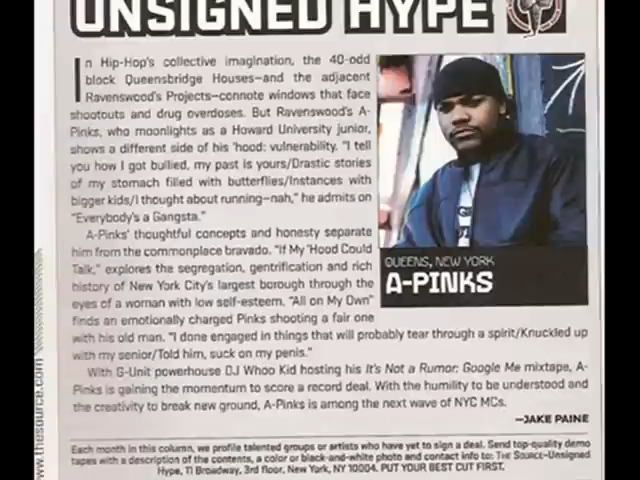 UNSIGNED HYPE
In Hip-Hop's collective imagination, the 40-odd
block Queensbridge Houses—and the adjacent
Ravenswood's Projects—connote windows that face
shootouts and drug overdoses. But Ravenswood's A-
Pinks, who moonlights as a Howard University junior,
shows a different side of his 'hood: vulnerability. "I tell
you how I got bullied, my past is yours/Drastic stories
of my stomach filled with butterflies/Instances with
bigger kids/I thought about running—nah," he admits on
"Everybody's a Gangsta."
A-Pinks' thoughtful concepts and honesty separate
him from the commonplace bravado. "If My 'Hood Could
Talk," explores the segregation, gentrification and rich
history of New York City's largest borough through the
eyes of a woman with low self-esteem. "All on My Own"
finds an emotionally charged Pinks shooting a fair one
with his old man. "I done engaged in things that will probably tear through a spirit/Knuckled up
with my senior/Told him, suck on my penis."
With G-Unit powerhouse DJ Whoo Kid hosting his It's Not a Rumor: Google Me mixtape, A-
Pinks is gaining the momentum to score a record deal. With the humility to be understood and
the creativity to break new ground, A-Pinks is among the next wave of NYC MCs.
—JAKE PAINE
QUEENS, NEW YORK
A-PINKS
Each month in this column, we profile talented groups or artists who have yet to sign a deal. Send top-quality demo
tapes with a description of the contents, a color or black-and-white photo and contact info to: THE SOURCE-Unsigned
Hype, 11 Broadway, 3rd floor, New York, NY 10004. PUT YOUR BEST CUT FIRST.
www.thesource.com